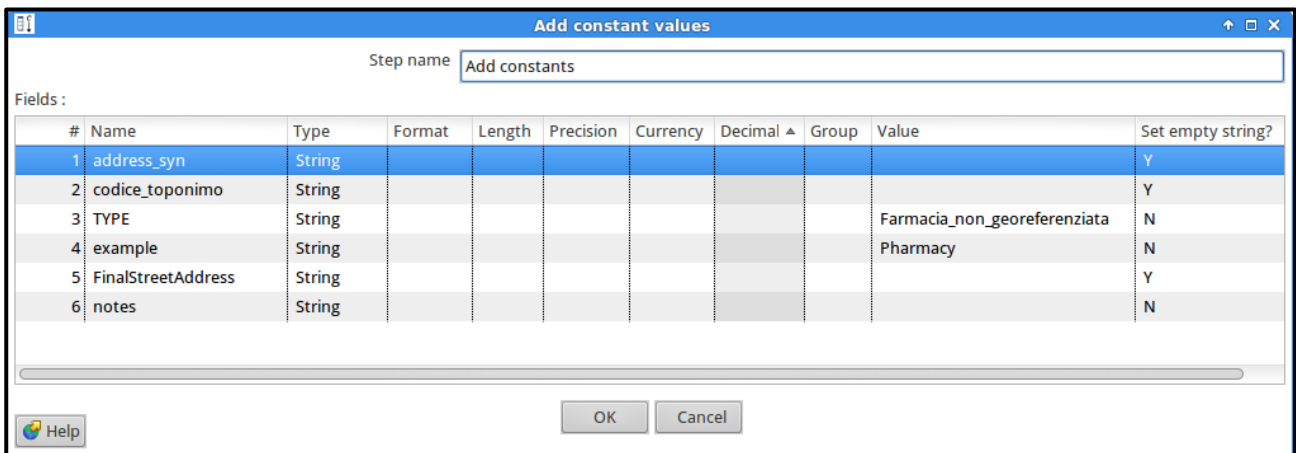 Add constant values
Step name Add constants
Fields :
# Name Type Format Length Precision Currency Decimal Group Value Set empty string?
1 address_syn String Y
2 codice_toponimo String Y
3 TYPE String Farmacia_non_georeferenziata N
4 example String Pharmacy N
5 FinalStreetAddress String Y
6 notes String N
OK Cancel
Help